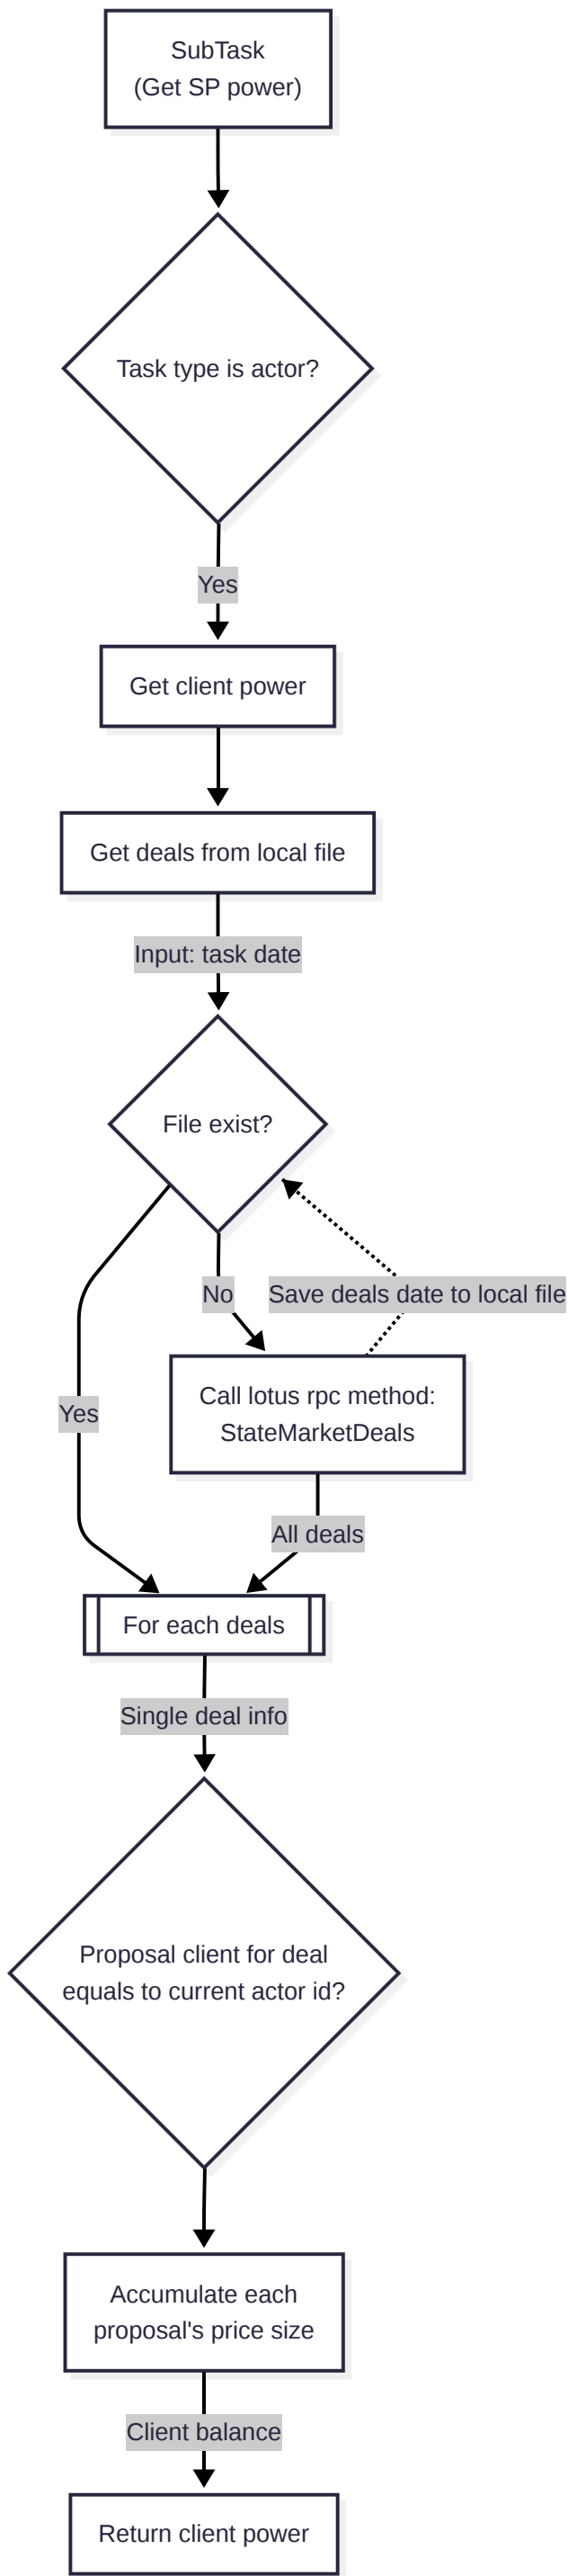 SubTask
(Get SP power)
Task type is actor?
Yes
Get client power
Get deals from local file
Input: task date
File exist?
No
Save deals date to local file
Call lotus rpc method:
StateMarketDeals
Yes
All deals
For each deals
Single deal info
Proposal client for deal
equals to current actor id?
Accumulate each
proposal's price size
Client balance
Return client power